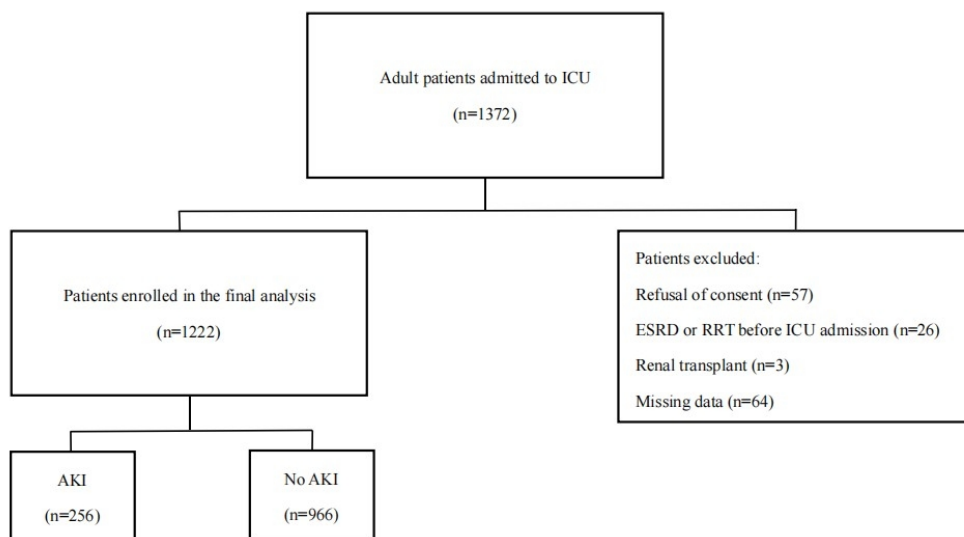 Adult patients admitted to ICU
(n=1372)
Patients enrolled in the final analysis
(n=1222)
Patients excluded:
Refusal of consent (n=57)
ESRD or RRT before ICU admission (n=26)
Renal transplant (n=3)
Missing data (n=64)
AKI
(n=256)
No AKI
(n=966)